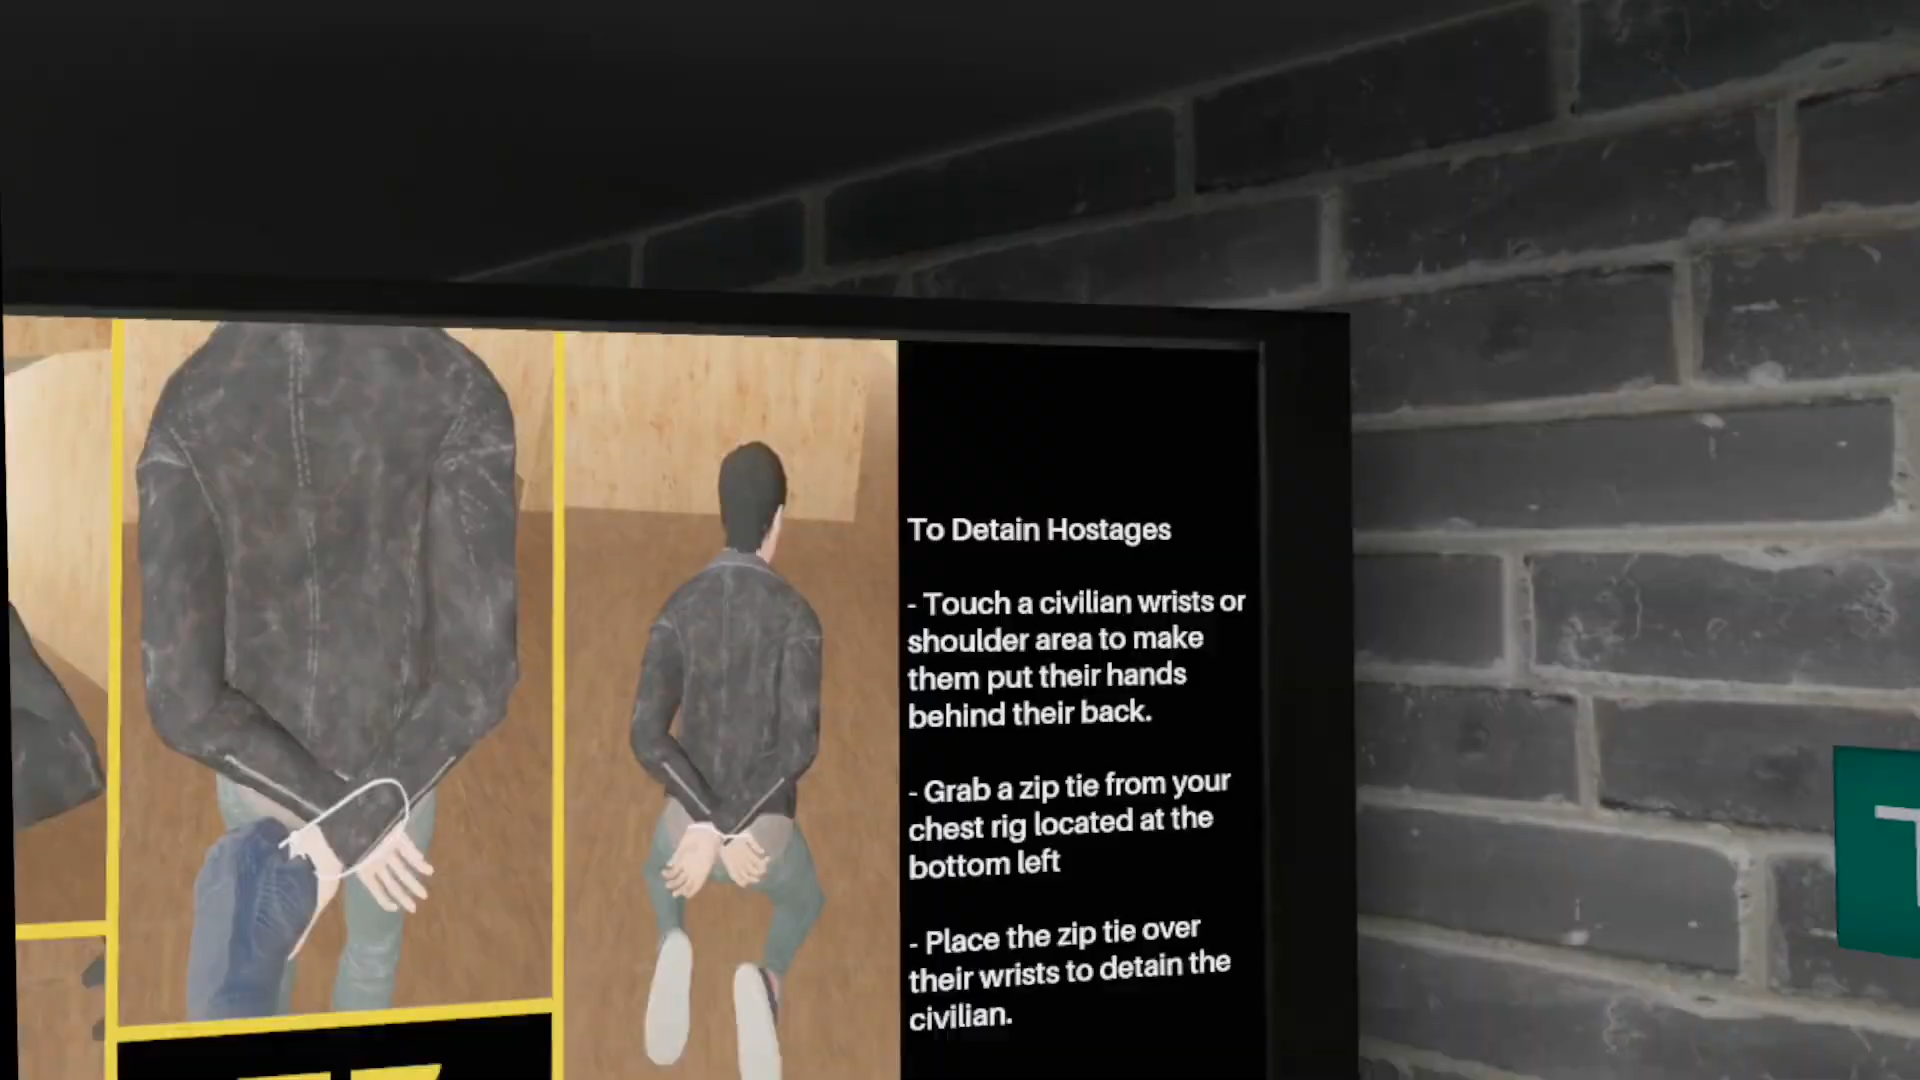 To Detain Hostages
- Touch a civilian wrists or
shoulder area to make
them put their hands
behind their back.
- Grab a zip tie from your
chest rig located at the
bottom left
- Place the zip tie over
their wrists to detain the
civilian.